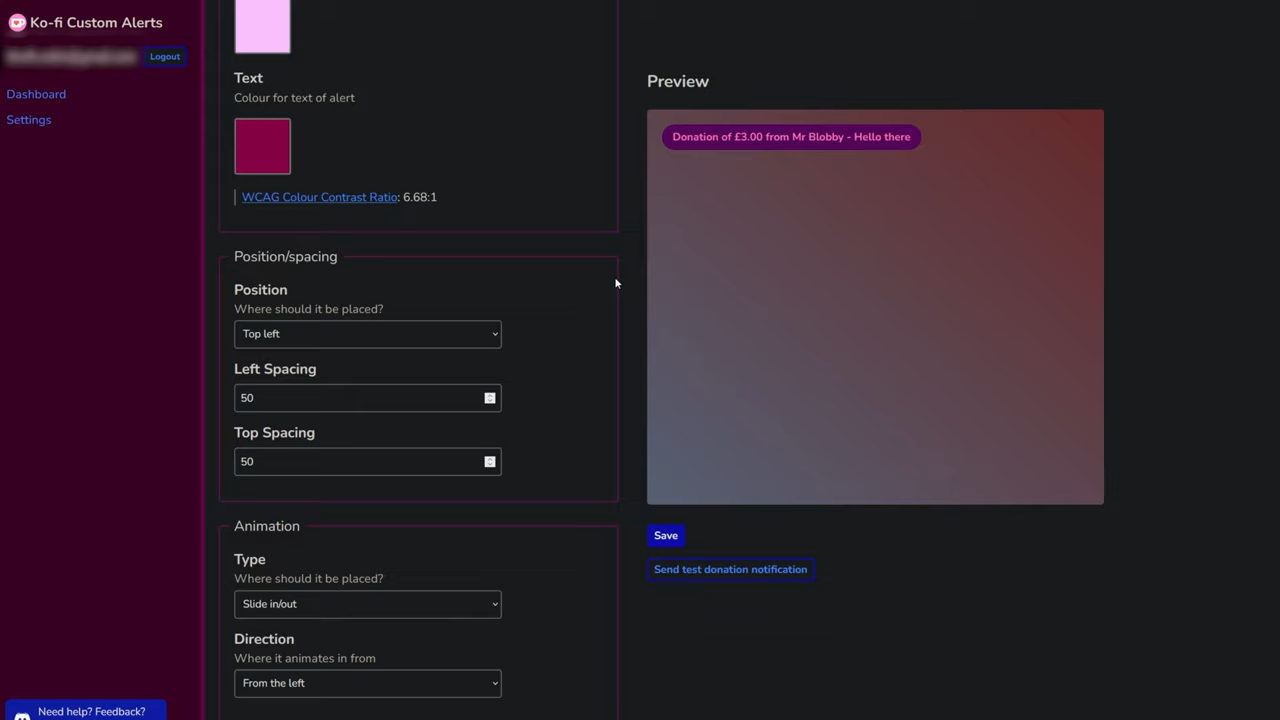 Ko-fi Custom Alerts
Logout
Dashboard
Settings
Need help? Feedback?
Text
Colour for text of alert
WCAG Colour Contrast Ratio: 6.68:1
Position/spacing
Position
Where should it be placed?
Top left
Left Spacing
50
Top Spacing
50
Animation
Type
Where should it be placed?
Slide in/out
Direction
Where it animates in from
From the left
Preview
Donation of £3.00 from Mr Blobby - Hello there
Save
Send test donation notification